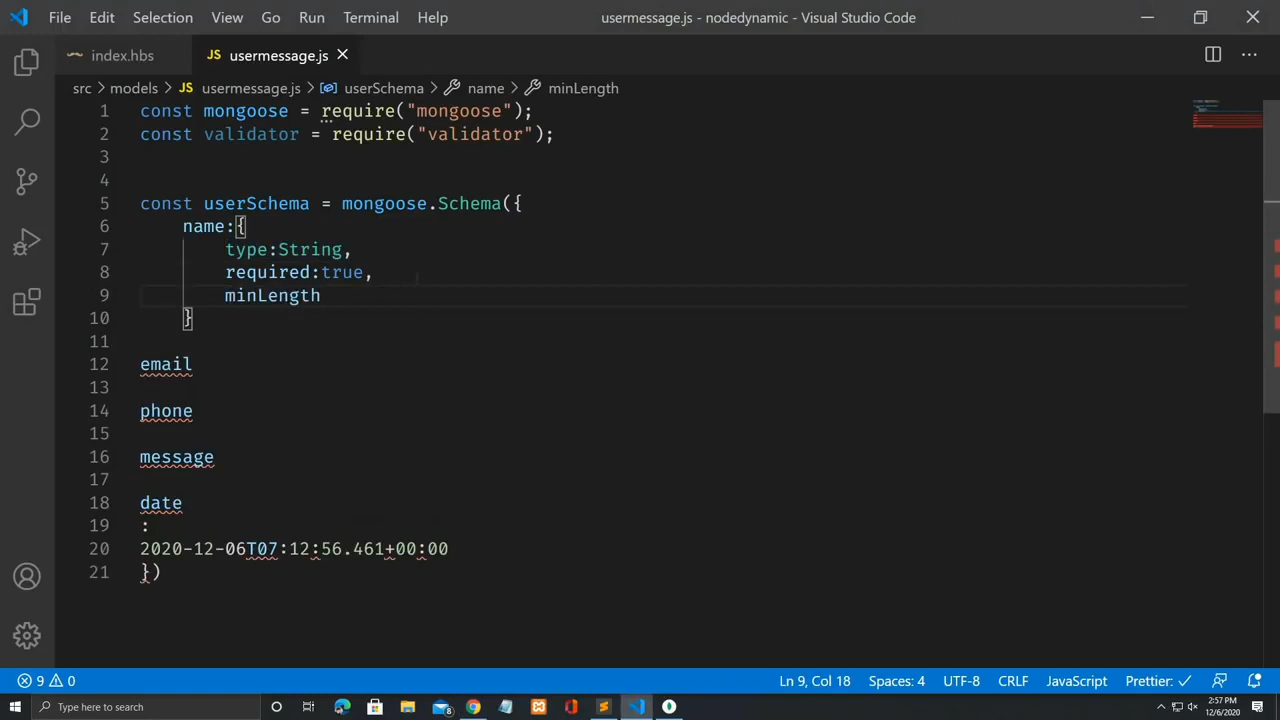 File Edit Selection View Go Run Terminal Help usermessage.js - nodedynamic - Visual Studio Code
index.hbs JS usermessage.js
src > models > JS usermessage.js > userSchema > name > minLength
1 const mongoose = require("mongoose");
2 const validator = require("validator");
3
4
5 const userSchema = mongoose.Schema({
6 name:{
7 type:String,
8 required:true,
9 minLength
10 }
11
12 email
13
14 phone
15
16 message
17
18 date
19 :
20 2020-12-06T07:12:56.461+00:00
21 })
9 0 Ln 9, Col 18 Spaces: 4 UTF-8 CRLF JavaScript Prettier: ✓
Type here to search 8 2:57 PM
12/6/2020